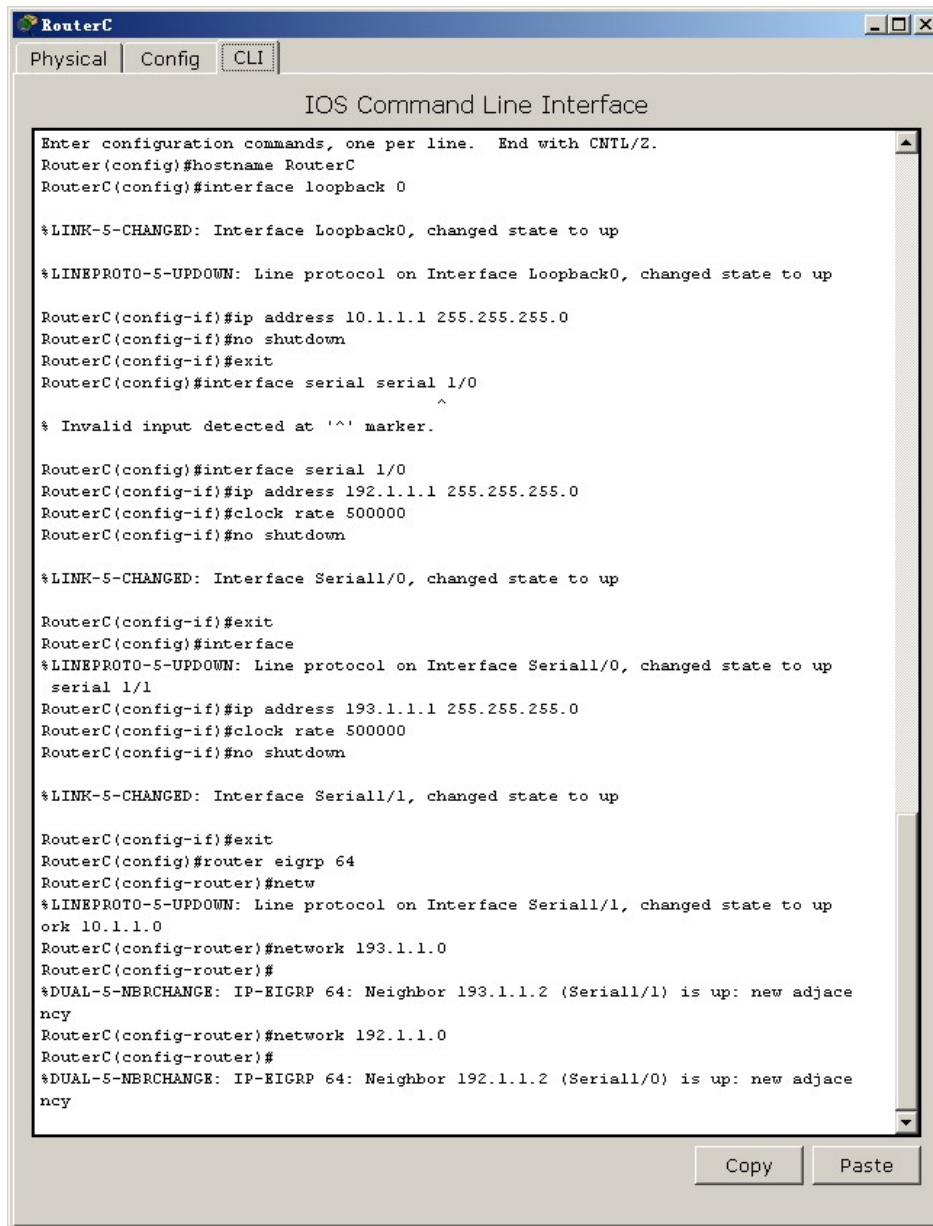 RouterC
Physical Config CLI
IOS Command Line Interface
Enter configuration commands, one per line.  End with CNTL/Z.
Router(config)#hostname RouterC
RouterC(config)#interface loopback 0
%LINK-5-CHANGED: Interface Loopback0, changed state to up
%LINEPROTO-5-UPDOWN: Line protocol on Interface Loopback0, changed state to up
RouterC(config-if)#ip address 10.1.1.1 255.255.255.0
RouterC(config-if)#no shutdown
RouterC(config-if)#exit
RouterC(config)#interface serial serial 1/0
^
% Invalid input detected at '^' marker.
RouterC(config)#interface serial 1/0
RouterC(config-if)#ip address 192.1.1.1 255.255.255.0
RouterC(config-if)#clock rate 500000
RouterC(config-if)#no shutdown
%LINK-5-CHANGED: Interface Serial1/0, changed state to up
RouterC(config-if)#exit
RouterC(config)#interface
%LINEPROTO-5-UPDOWN: Line protocol on Interface Serial1/0, changed state to up
serial 1/1
RouterC(config-if)#ip address 193.1.1.1 255.255.255.0
RouterC(config-if)#clock rate 500000
RouterC(config-if)#no shutdown
%LINK-5-CHANGED: Interface Serial1/1, changed state to up
RouterC(config-if)#exit
RouterC(config)#router eigrp 64
RouterC(config-router)#netw
%LINEPROTO-5-UPDOWN: Line protocol on Interface Serial1/1, changed state to up
ork 10.1.1.0
RouterC(config-router)#network 193.1.1.0
RouterC(config-router)#
%DUAL-5-NBRCHANGE: IP-EIGRP 64: Neighbor 193.1.1.2 (Serial1/1) is up: new adjace
ncy
RouterC(config-router)#network 192.1.1.0
RouterC(config-router)#
%DUAL-5-NBRCHANGE: IP-EIGRP 64: Neighbor 192.1.1.2 (Serial1/0) is up: new adjace
ncy
Copy Paste